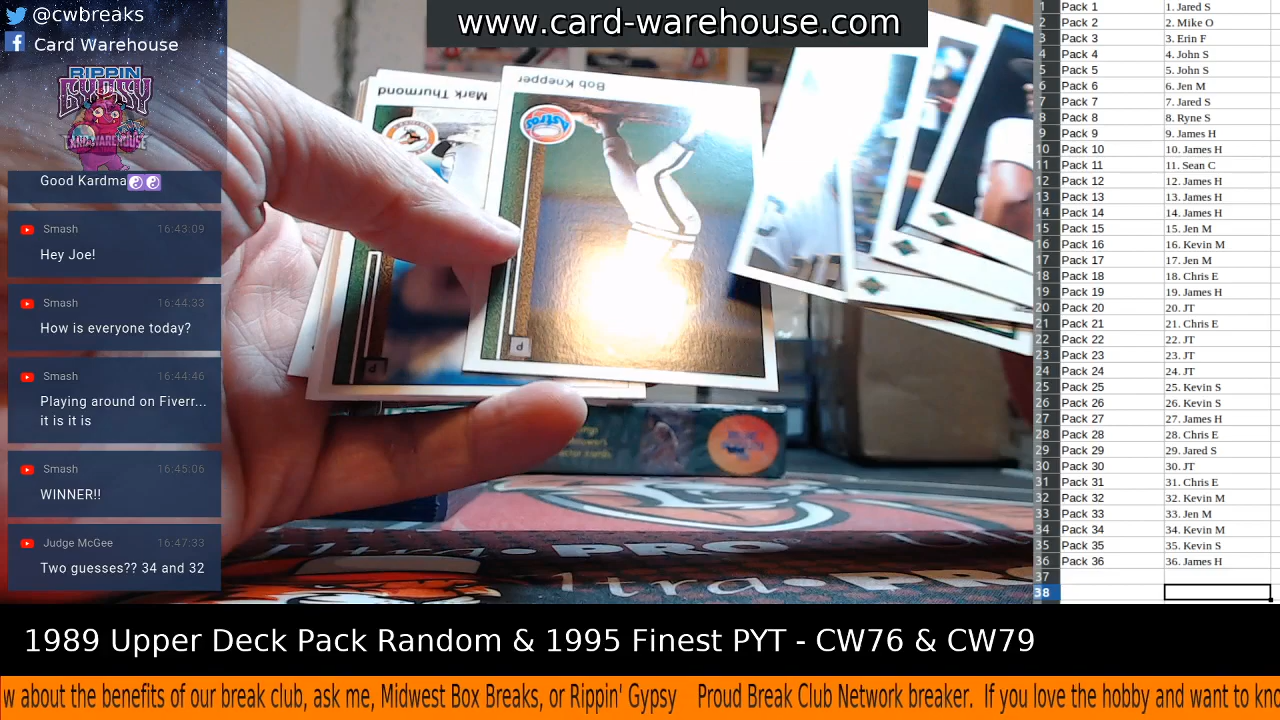 @cwbreaks
Card Warehouse
RIPPIN
GYPSY
CARD WAREHOUSE
Good Kardma
Smash 16:43:09
Hey Joe!
Smash 16:44:33
How is everyone today?
Smash 16:44:46
Playing around on Fiverr...
it is it is
Smash 16:45:06
WINNER!!
Judge McGee 16:47:33
Two guesses?? 34 and 32
www.card-warehouse.com
Mark Thurmond
Bob Knepper
Astros
P
P
PRO
Ultra PRO
1 Pack 1 1. Jared S
2 Pack 2 2. Mike O
3 Pack 3 3. Erin F
4 Pack 4 4. John S
5 Pack 5 5. John S
6 Pack 6 6. Jen M
7 Pack 7 7. Jared S
8 Pack 8 8. Ryne S
9 Pack 9 9. James H
10 Pack 10 10. James H
11 Pack 11 11. Sean C
12 Pack 12 12. James H
13 Pack 13 13. James H
14 Pack 14 14. James H
15 Pack 15 15. Jen M
16 Pack 16 16. Kevin M
17 Pack 17 17. Jen M
18 Pack 18 18. Chris E
19 Pack 19 19. James H
20 Pack 20 20. JT
21 Pack 21 21. Chris E
22 Pack 22 22. JT
23 Pack 23 23. JT
24 Pack 24 24. JT
25 Pack 25 25. Kevin S
26 Pack 26 26. Kevin S
27 Pack 27 27. James H
28 Pack 28 28. Chris E
29 Pack 29 29. Jared S
30 Pack 30 30. JT
31 Pack 31 31. Chris E
32 Pack 32 32. Kevin M
33 Pack 33 33. Jen M
34 Pack 34 34. Kevin M
35 Pack 35 35. Kevin S
36 Pack 36 36. James H
37
38
1989 Upper Deck Pack Random & 1995 Finest PYT - CW76 & CW79
w about the benefits of our break club, ask me, Midwest Box Breaks, or Rippin' Gypsy Proud Break Club Network breaker. If you love the hobby and want to kno